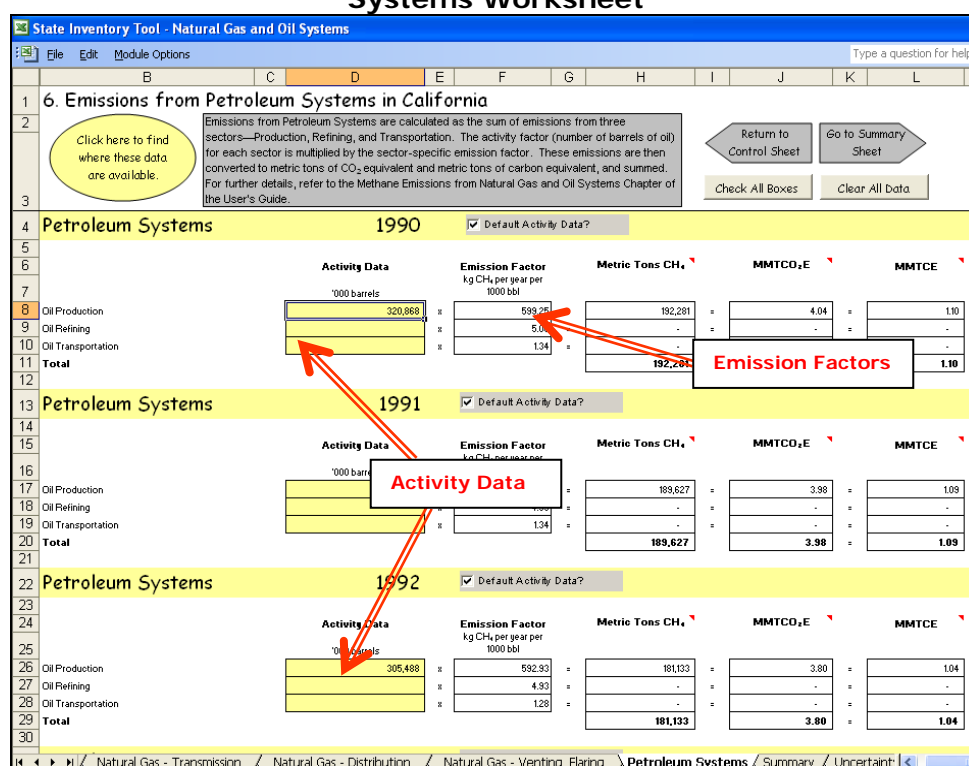 Systems Worksheet
State Inventory Tool - Natural Gas and Oil Systems
File Edit Module Options Type a question for help
B C D E F G H I J K L
1 6. Emissions from Petroleum Systems in California
2
3
Click here to find
where these data
are available.
Emissions from Petroleum Systems are calculated as the sum of emissions from three
sectors—Production, Refining, and Transportation. The activity factor (number of barrels of oil)
for each sector is multiplied by the sector-specific emission factor. These emissions are then
converted to metric tons of CO₂ equivalent and metric tons of carbon equivalent, and summed.
For further details, refer to the Methane Emissions from Natural Gas and Oil Systems Chapter of
the User's Guide.
Return to
Control Sheet
Go to Summary
Sheet
Check All Boxes Clear All Data
4 Petroleum Systems 1990 Default Activity Data?
5
6 Activity Data Emission Factor Metric Tons CH₄ MMTCO₂E MMTCE
kg CH₄ per year per
7 '000 barrels 1000 bbl
8 Oil Production 320,868 x 599.25 192,281 = 4.04 = 1.10
9 Oil Refining x - = - = -
10 Oil Transportation x 1.34 = - -
11 Total 192,281 1.10
Emission Factors
12
13 Petroleum Systems 1991 Default Activity Data?
14
15 Activity Data Emission Factor Metric Tons CH₄ MMTCO₂E MMTCE
kg CH₄ per year per
16 '000
17 Oil Production = 189,627 = 3.98 = 1.09
18 Oil Refining x = - = - = -
19 Oil Transportation x 1.34 = - = - = -
20 Total 189,627 3.98 = 1.09
Activity Data
21
22 Petroleum Systems 1992 Default Activity Data?
23
24 Activity Data Emission Factor Metric Tons CH₄ MMTCO₂E MMTCE
kg CH₄ per year per
25 '000 barrels 1000 bbl
26 Oil Production 305,488 x 592.93 = 181,133 = 3.80 = 1.04
27 Oil Refining x 4.93 = - = - = -
28 Oil Transportation x 1.28 = - = - = -
29 Total 181,133 3.80 = 1.04
30
Natural Gas - Transmission / Natural Gas - Distribution / Natural Gas - Venting Flaring \ Petroleum Systems / Summary / Uncertaint